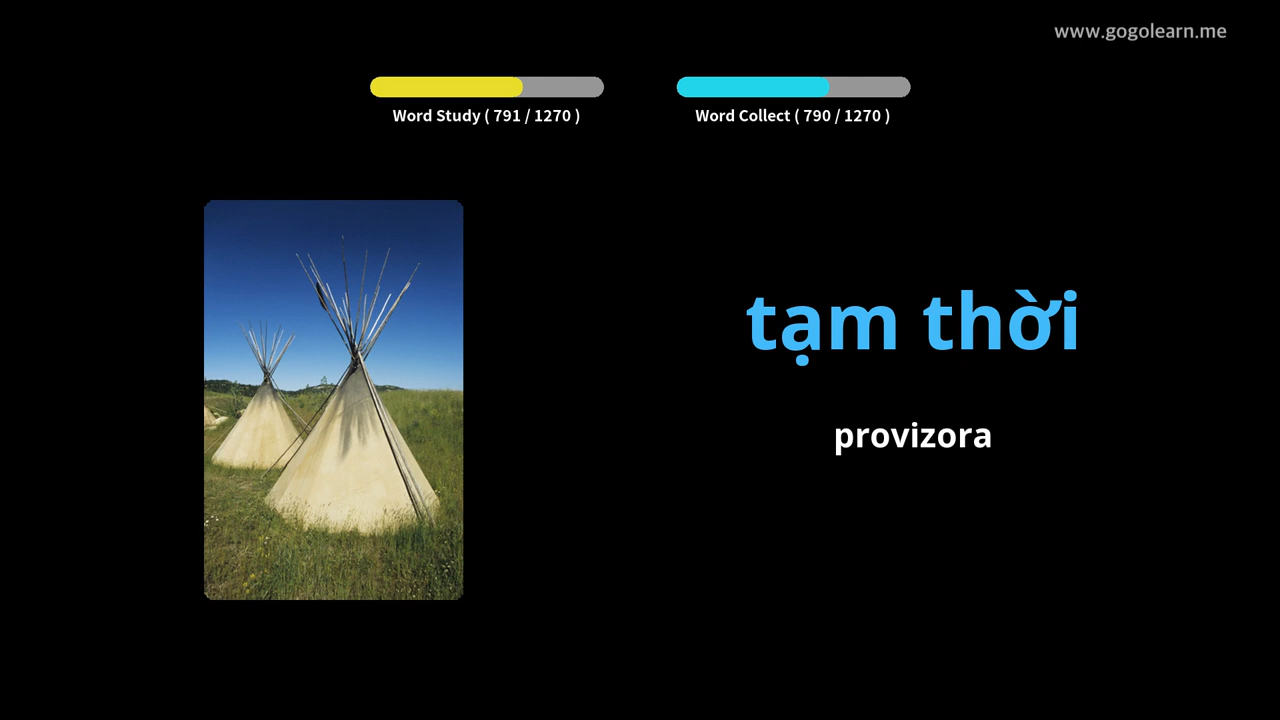 www.gogolearn.me
Word Study ( 791 / 1270 )
Word Collect ( 790 / 1270 )
tạm thời
provizora